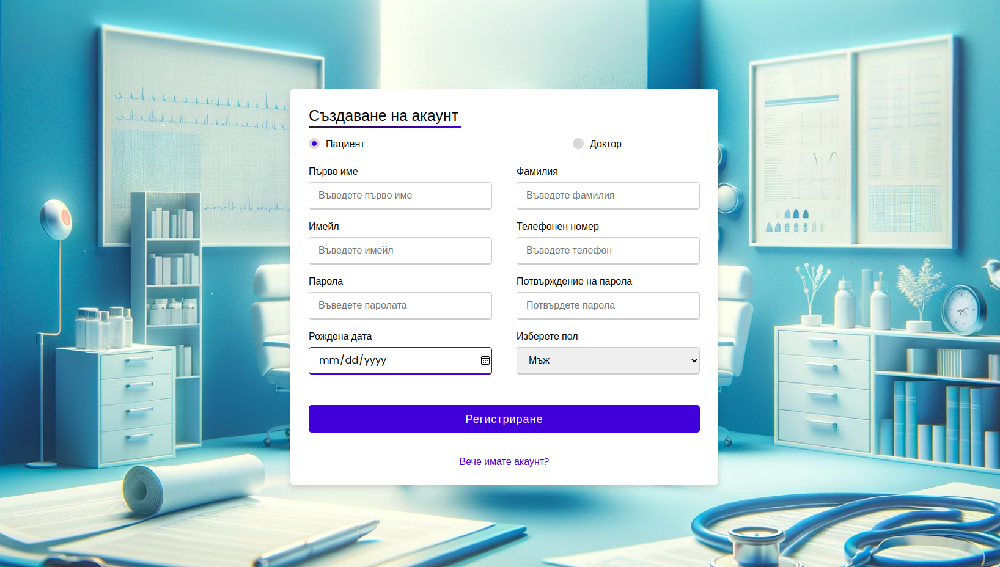 Създаване на акаунт
Пациент
Доктор
Първо име
Фамилия
Въведете първо име
Въведете фамилия
Имейл
Телефонен номер
Въведете имейл
Въведете телефон
Парола
Потвърждение на парола
Въведете паролата
Потвърдете парола
Рождена дата
Изберете пол
mm/dd/yyyy
Мъж
Регистриране
Вече имате акаунт?